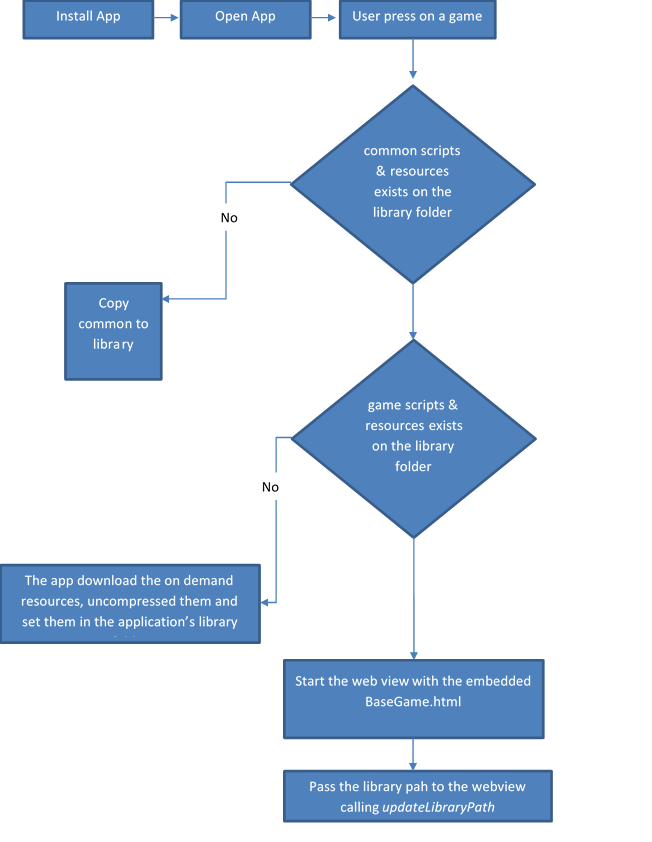 Install App
Open App
User press on a game
common scripts
& resources
exists on the
library folder
No
Copy
common to
library
game scripts &
resources exists
on the library
folder
No
The app download the on demand
resources, uncompressed them and
set them in the application’s library
Start the web view with the embedded
BaseGame.html
Pass the library pah to the webview
calling updateLibraryPath